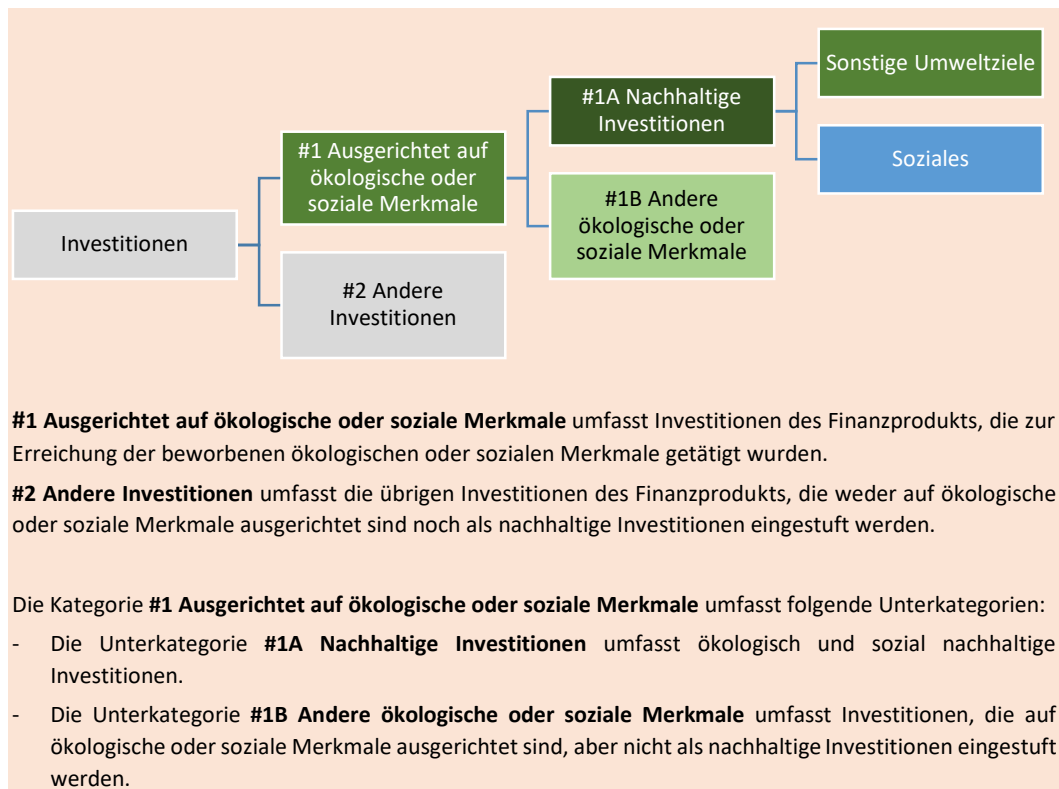 Sonstige Umweltziele
#1A Nachhaltige
Investitionen
#1 Ausgerichtet auf
ökologische oder
soziale Merkmale
Soziales
#1B Andere
ökologische oder
soziale Merkmale
Investitionen
#2 Andere
Investitionen
#1 Ausgerichtet auf ökologische oder soziale Merkmale umfasst Investitionen des Finanzprodukts, die zur
Erreichung der beworbenen ökologischen oder sozialen Merkmale getätigt wurden.
#2 Andere Investitionen umfasst die übrigen Investitionen des Finanzprodukts, die weder auf ökologische
oder soziale Merkmale ausgerichtet sind noch als nachhaltige Investitionen eingestuft werden.
Die Kategorie #1 Ausgerichtet auf ökologische oder soziale Merkmale umfasst folgende Unterkategorien:
- Die Unterkategorie #1A Nachhaltige Investitionen umfasst ökologisch und sozial nachhaltige
Investitionen.
- Die Unterkategorie #1B Andere ökologische oder soziale Merkmale umfasst Investitionen, die auf
ökologische oder soziale Merkmale ausgerichtet sind, aber nicht als nachhaltige Investitionen eingestuft
werden.